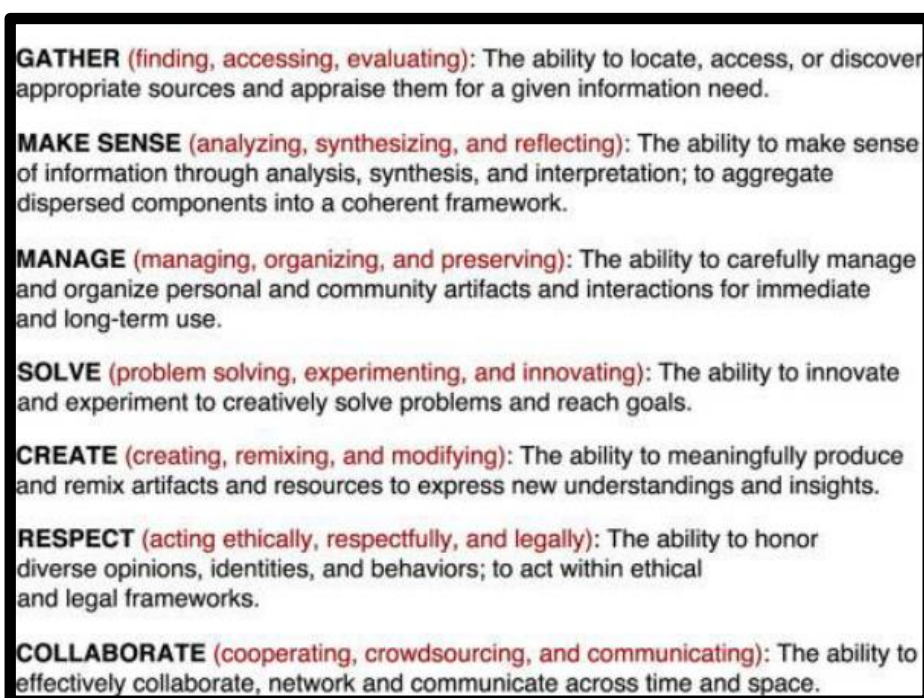 GATHER (finding, accessing, evaluating): The ability to locate, access, or discover
appropriate sources and appraise them for a given information need.
MAKE SENSE (analyzing, synthesizing, and reflecting): The ability to make sense
of information through analysis, synthesis, and interpretation; to aggregate
dispersed components into a coherent framework.
MANAGE (managing, organizing, and preserving): The ability to carefully manage
and organize personal and community artifacts and interactions for immediate
and long-term use.
SOLVE (problem solving, experimenting, and innovating): The ability to innovate
and experiment to creatively solve problems and reach goals.
CREATE (creating, remixing, and modifying): The ability to meaningfully produce
and remix artifacts and resources to express new understandings and insights.
RESPECT (acting ethically, respectfully, and legally): The ability to honor
diverse opinions, identities, and behaviors; to act within ethical
and legal frameworks.
COLLABORATE (cooperating, crowdsourcing, and communicating): The ability to
effectively collaborate, network and communicate across time and space.